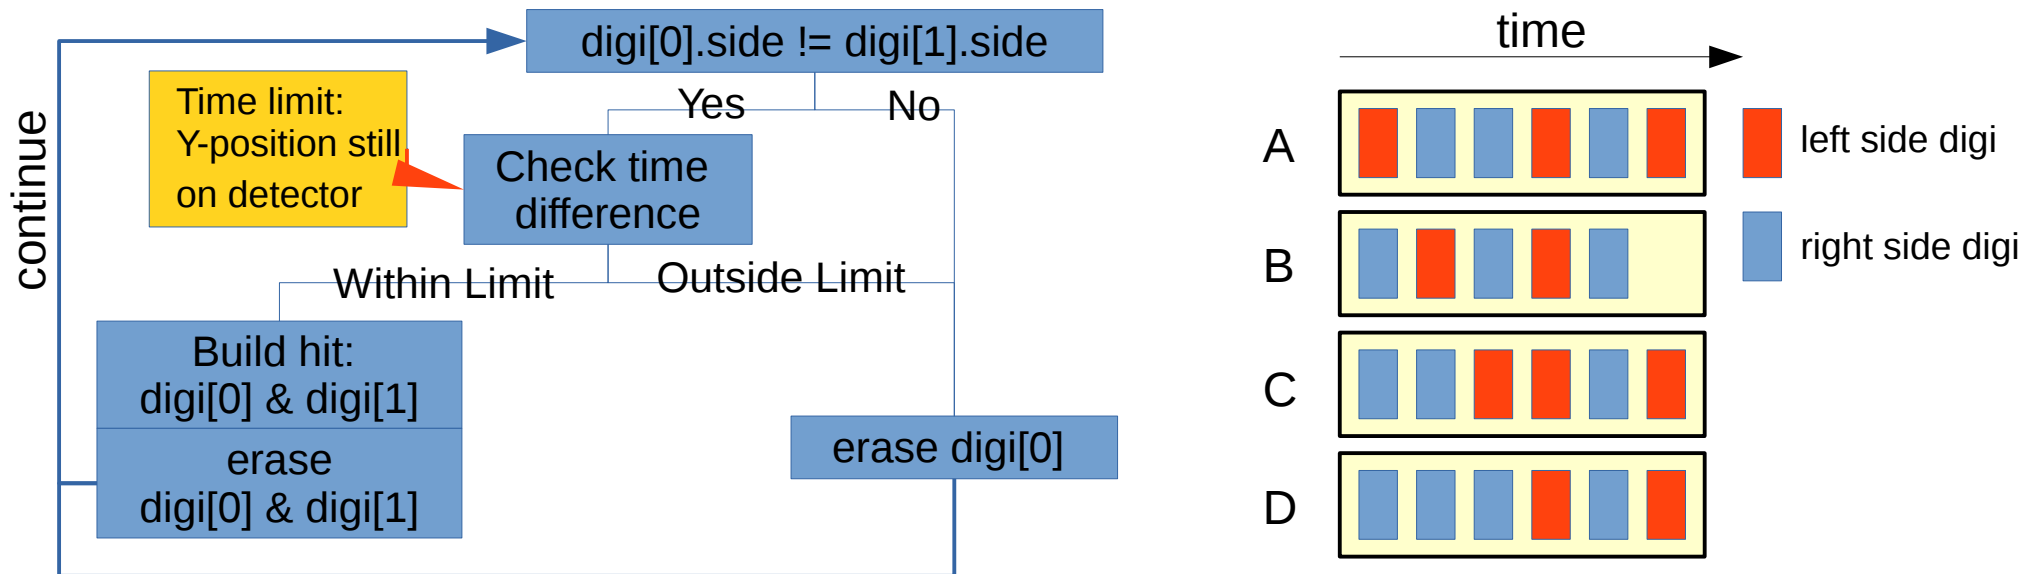 digi[0].side != digi[1].side
Yes
No
Time limit:
Y-position still
on detector
Check time
difference
continue
Within Limit
Outside Limit
Build hit:
digi[0] & digi[1]
erase
digi[0] & digi[1]
erase digi[0]
time
A
left side digi
B
right side digi
C
D